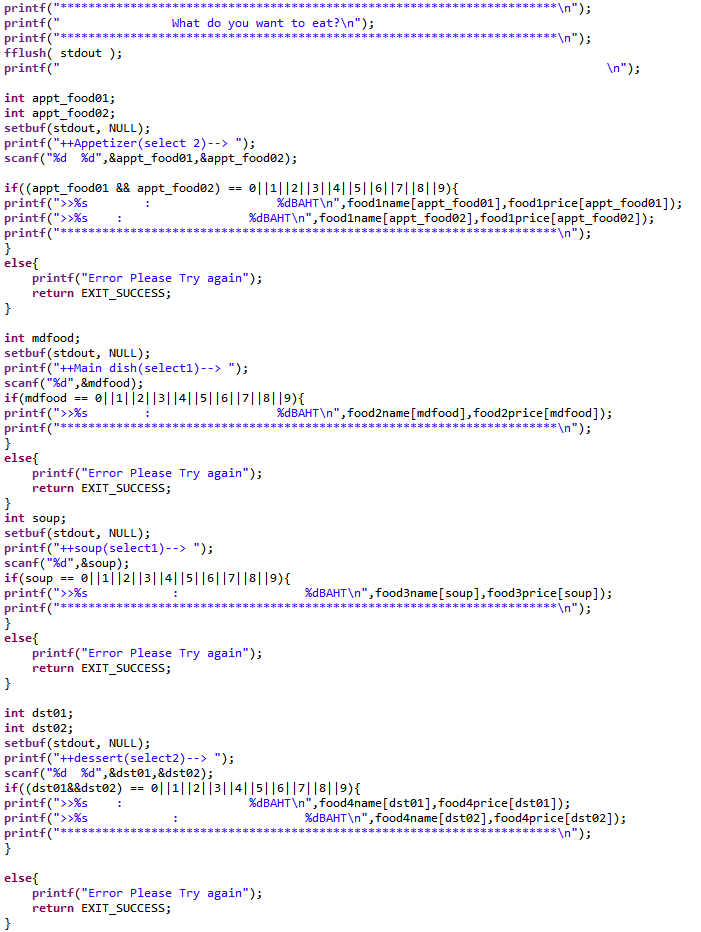 printf("***********************************************************************\n");
printf("                What do you want to eat?\n");
printf("***********************************************************************\n");
fflush( stdout );
printf("                                                                              \n");
int appt_food01;
int appt_food02;
setbuf(stdout, NULL);
printf("++Appetizer(select 2)--> ");
scanf("%d  %d",&appt_food01,&appt_food02);
if((appt_food01 && appt_food02) == 0||1||2||3||4||5||6||7||8||9){
printf(">>%s        :                  %dBAHT\n",food1name[appt_food01],food1price[appt_food01]);
printf(">>%s    :                  %dBAHT\n",food1name[appt_food02],food1price[appt_food02]);
printf("***********************************************************************\n");
}
else{
    printf("Error Please Try again");
    return EXIT_SUCCESS;
}
int mdfood;
setbuf(stdout, NULL);
printf("++Main dish(select1)--> ");
scanf("%d",&mdfood);
if(mdfood == 0||1||2||3||4||5||6||7||8||9){
printf(">>%s        :                  %dBAHT\n",food2name[mdfood],food2price[mdfood]);
printf("***********************************************************************\n");
}
else{
    printf("Error Please Try again");
    return EXIT_SUCCESS;
}
int soup;
setbuf(stdout, NULL);
printf("++soup(select1)--> ");
scanf("%d",&soup);
if(soup == 0||1||2||3||4||5||6||7||8||9){
printf(">>%s            :                  %dBAHT\n",food3name[soup],food3price[soup]);
printf("***********************************************************************\n");
}
else{
    printf("Error Please Try again");
    return EXIT_SUCCESS;
}
int dst01;
int dst02;
setbuf(stdout, NULL);
printf("++dessert(select2)--> ");
scanf("%d  %d",&dst01,&dst02);
if((dst01&&dst02) == 0||1||2||3||4||5||6||7||8||9){
printf(">>%s    :                  %dBAHT\n",food4name[dst01],food4price[dst01]);
printf(">>%s            :                  %dBAHT\n",food4name[dst02],food4price[dst02]);
printf("***********************************************************************\n");
}
else{
    printf("Error Please Try again");
    return EXIT_SUCCESS;
}